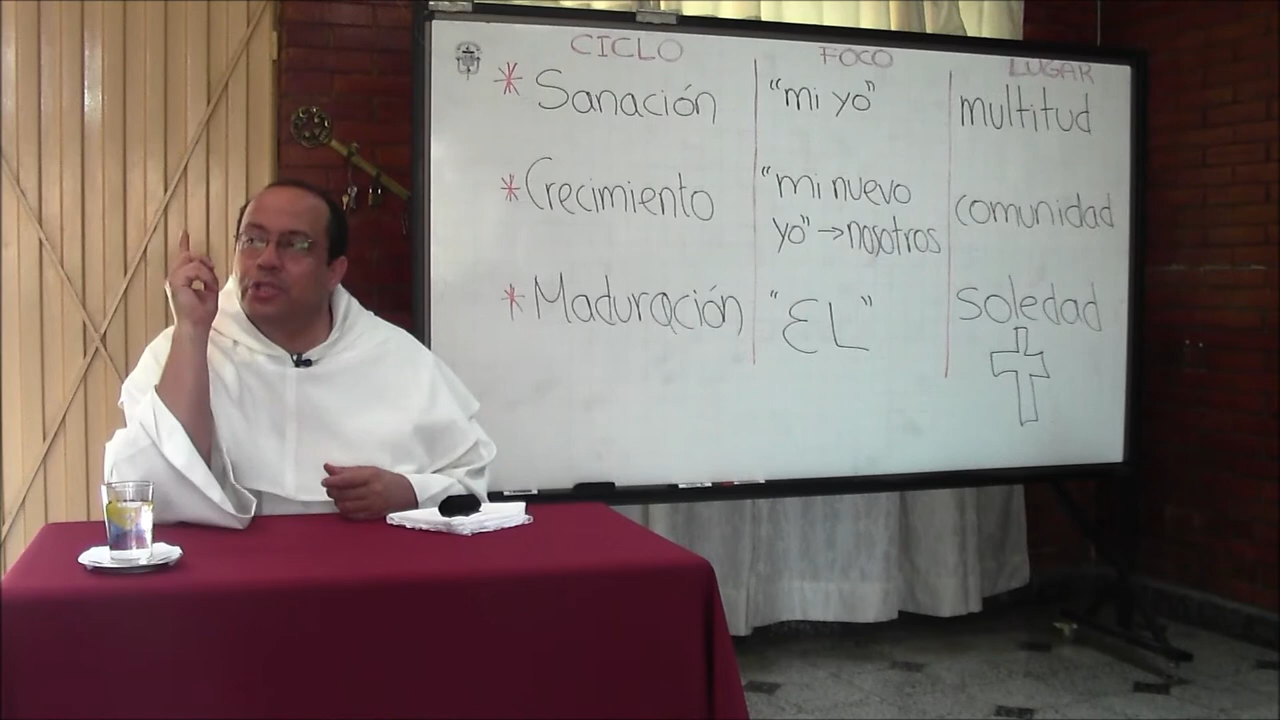 CICLO FOCO LUGAR
* Sanación "mi yo" multitud
* Crecimiento "mi nuevo yo" → nosotros comunidad
* Maduración "EL" soledad